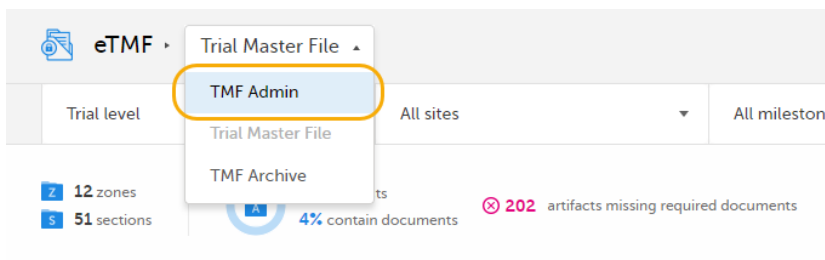 eTMF ▸ Trial Master File ▴
TMF Admin
Trial level
All sites
All mileston
Trial Master File
TMF Archive
Z 12 zones
S 51 sections
A
ts
4% contain documents
202 artifacts missing required documents